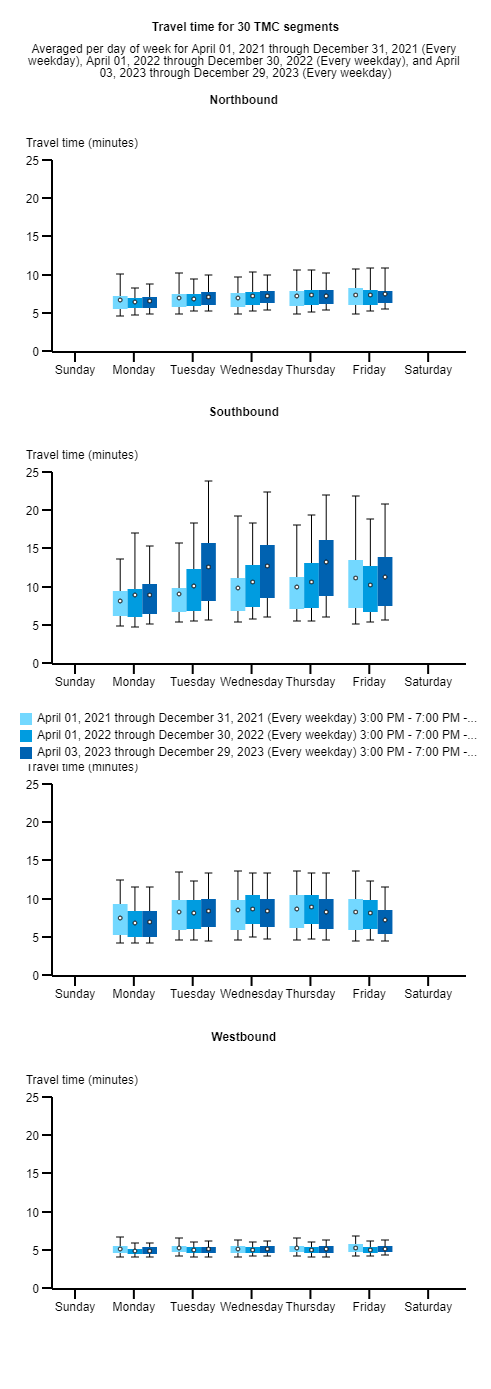 Travel time for 30 TMC segments
Averaged per day of week for April 01, 2021 through December 31, 2021 (Every
weekday), April 01, 2022 through December 30, 2022 (Every weekday), and April
03, 2023 through December 29, 2023 (Every weekday)
Northbound
Travel time (minutes)
25
20
15
10
5
0
Sunday Monday Tuesday Wednesday Thursday Friday Saturday
Southbound
Travel time (minutes)
25
20
15
10
5
0
Sunday Monday Tuesday Wednesday Thursday Friday Saturday
April 01, 2021 through December 31, 2021 (Every weekday) 3:00 PM - 7:00 PM -...
April 01, 2022 through December 30, 2022 (Every weekday) 3:00 PM - 7:00 PM -...
April 03, 2023 through December 29, 2023 (Every weekday) 3:00 PM - 7:00 PM -...
Travel time (minutes)
25
20
15
10
5
0
Sunday Monday Tuesday Wednesday Thursday Friday Saturday
Westbound
Travel time (minutes)
25
20
15
10
5
0
Sunday Monday Tuesday Wednesday Thursday Friday Saturday